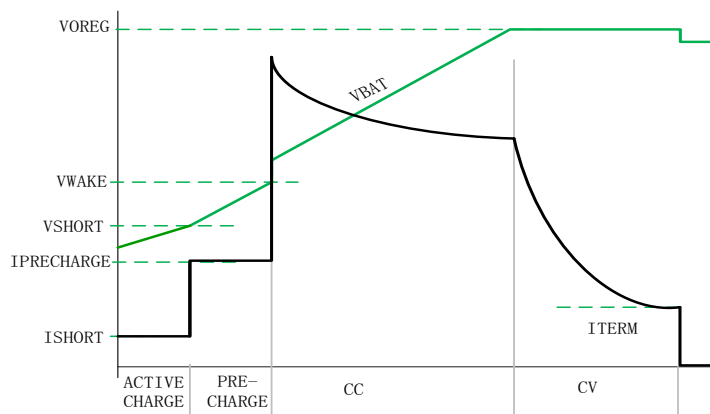 VOREG
VBAT
VWAKE
VSHORT
IPRECHARGE
ISHORT
ITERM
ACTIVE
CHARGE
PRE-
CHARGE
CC
CV